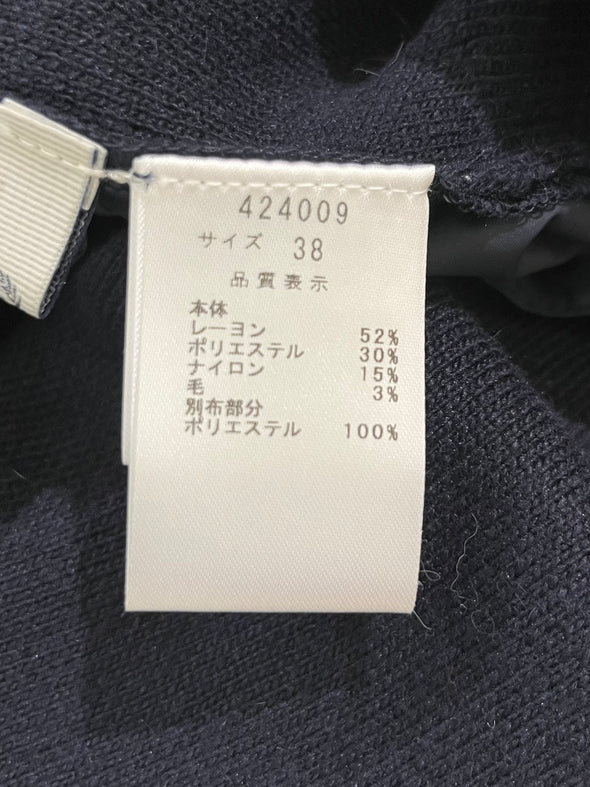 424009
サイズ 38
品質表示
本体
レーヨン 52%
ポリエステル 30%
ナイロン 15%
毛 3%
別布部分
ポリエステル 100%